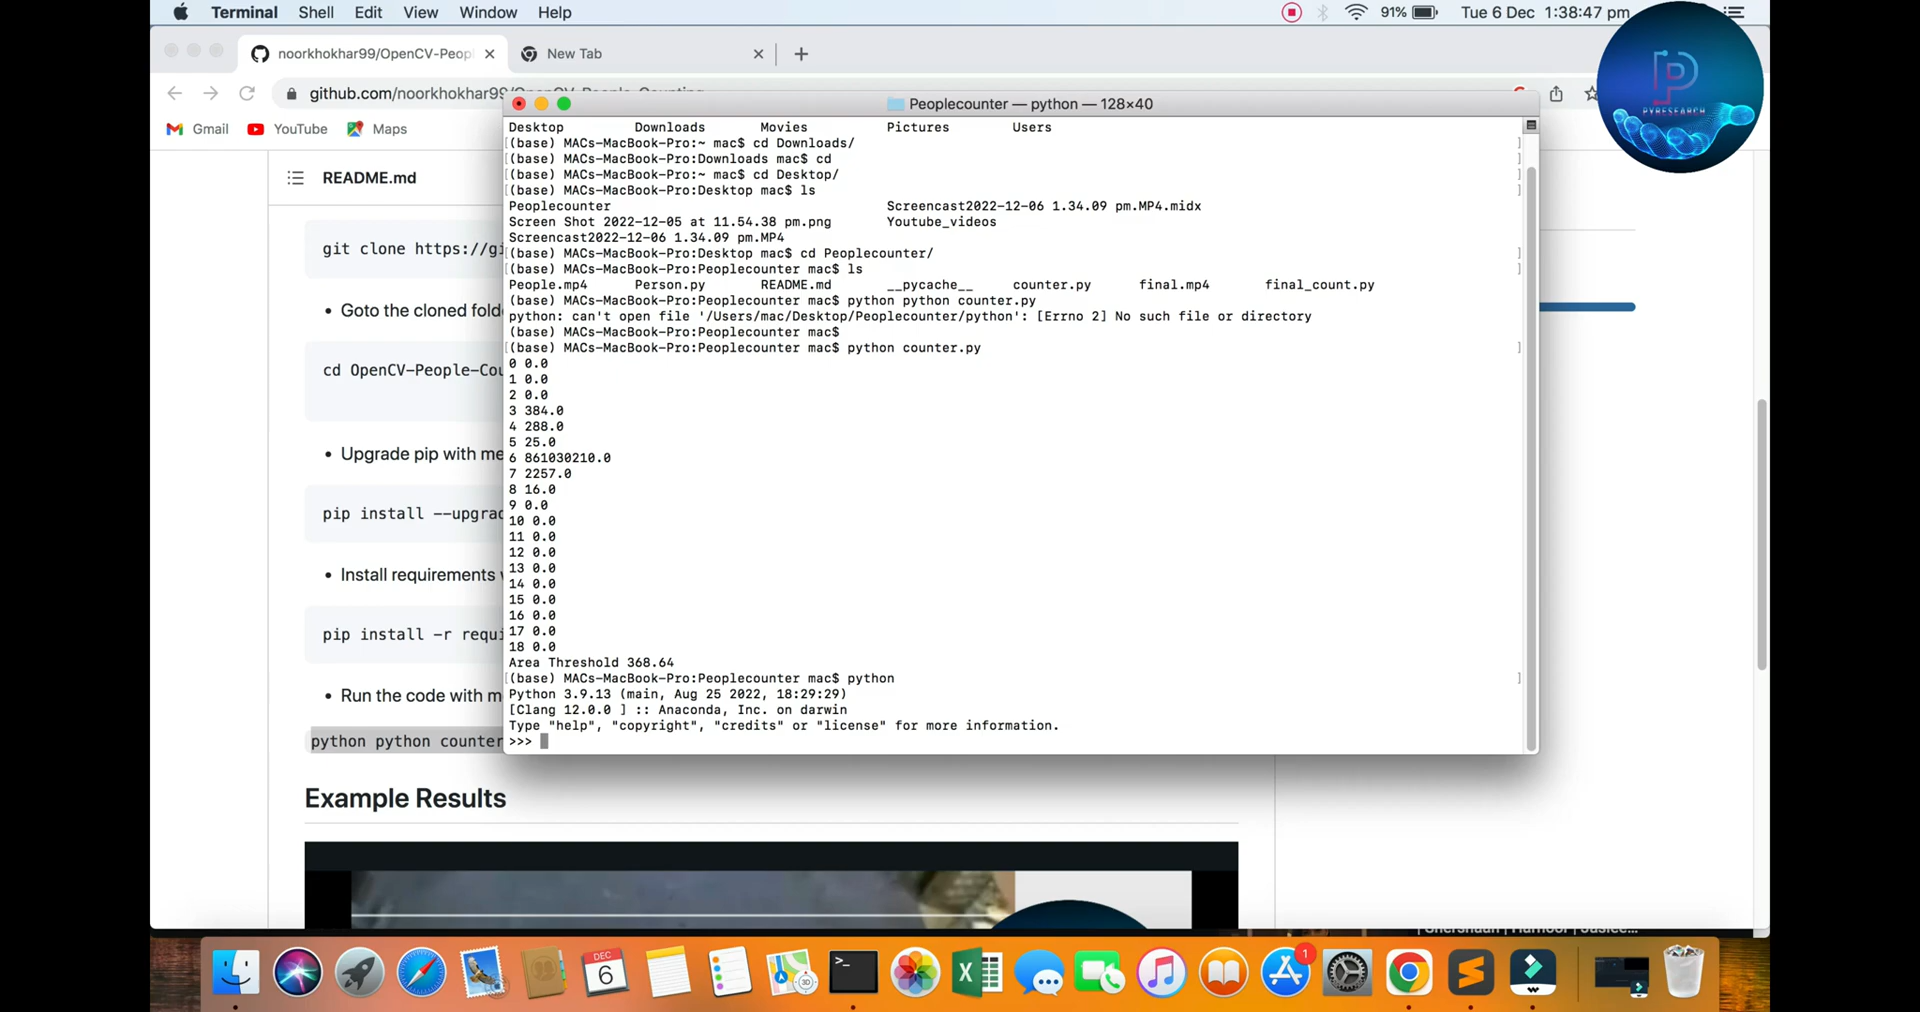 Terminal Shell Edit View Window Help 91% Tue 6 Dec 1:38:47 pm
noorkhokhar99/OpenCV-Peop New Tab
github.com/noorkhokhar99/OpenCV-People-Counting
Gmail YouTube Maps
PYRESEARCH
README.md
git clone https://gi
• Goto the cloned fold
cd OpenCV-People-Cou
• Upgrade pip with me
pip install --upgrad
• Install requirements
pip install -r requi
• Run the code with m
python python counter
Example Results
Peoplecounter — python — 128×40
Desktop Downloads Movies Pictures Users
[(base) MACs-MacBook-Pro:~ mac$ cd Downloads/ ]
[(base) MACs-MacBook-Pro:Downloads mac$ cd ]
[(base) MACs-MacBook-Pro:~ mac$ cd Desktop/ ]
[(base) MACs-MacBook-Pro:Desktop mac$ ls ]
Peoplecounter Screencast2022-12-06 1.34.09 pm.MP4.midx
Screen Shot 2022-12-05 at 11.54.38 pm.png Youtube_videos
Screencast2022-12-06 1.34.09 pm.MP4
[(base) MACs-MacBook-Pro:Desktop mac$ cd Peoplecounter/ ]
[(base) MACs-MacBook-Pro:Peoplecounter mac$ ls ]
People.mp4 Person.py README.md __pycache__ counter.py final.mp4 final_count.py
(base) MACs-MacBook-Pro:Peoplecounter mac$ python python counter.py
python: can't open file '/Users/mac/Desktop/Peoplecounter/python': [Errno 2] No such file or directory
(base) MACs-MacBook-Pro:Peoplecounter mac$
[(base) MACs-MacBook-Pro:Peoplecounter mac$ python counter.py ]
0 0.0
1 0.0
2 0.0
3 384.0
4 288.0
5 25.0
6 861030210.0
7 2257.0
8 16.0
9 0.0
10 0.0
11 0.0
12 0.0
13 0.0
14 0.0
15 0.0
16 0.0
17 0.0
18 0.0
Area Threshold 368.64
[(base) MACs-MacBook-Pro:Peoplecounter mac$ python ]
Python 3.9.13 (main, Aug 25 2022, 18:29:29)
[Clang 12.0.0 ] :: Anaconda, Inc. on darwin
Type "help", "copyright", "credits" or "license" for more information.
>>>
DEC
6
3D
1